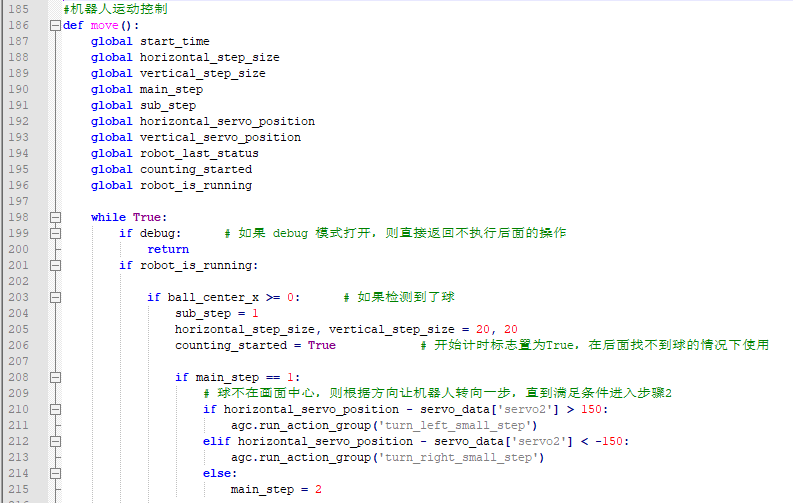 185 #机器人运动控制
186 def move():
187     global start_time
188     global horizontal_step_size
189     global vertical_step_size
190     global main_step
191     global sub_step
192     global horizontal_servo_position
193     global vertical_servo_position
194     global robot_last_status
195     global counting_started
196     global robot_is_running
197
198     while True:
199         if debug:      # 如果 debug 模式打开，则直接返回不执行后面的操作
200             return
201         if robot_is_running:
202
203             if ball_center_x >= 0:      # 如果检测到了球
204                 sub_step = 1
205                 horizontal_step_size, vertical_step_size = 20, 20
206                 counting_started = True            # 开始计时标志置为True，在后面找不到球的情况下使用
207
208                 if main_step == 1:
209                     # 球不在画面中心，则根据方向让机器人转向一步，直到满足条件进入步骤2
210                     if horizontal_servo_position - servo_data['servo2'] > 150:
211                         agc.run_action_group('turn_left_small_step')
212                     elif horizontal_servo_position - servo_data['servo2'] < -150:
213                         agc.run_action_group('turn_right_small_step')
214                     else:
215                         main_step = 2